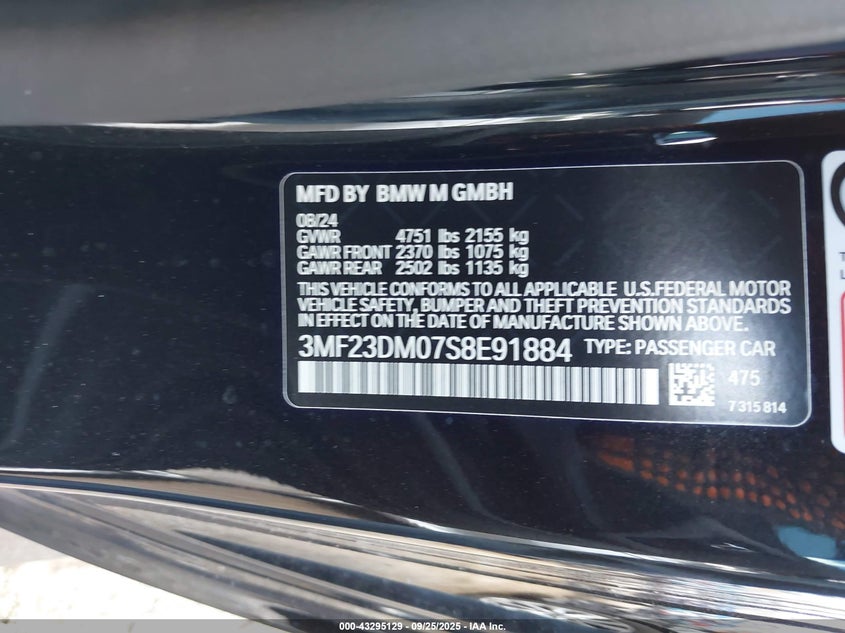 MFD BY BMW M GMBH
08/24
GVWR 4751 lbs 2155 kg
GAWR FRONT 2370 lbs 1075 kg
GAWR REAR 2502 lbs 1135 kg
THIS VEHICLE CONFORMS TO ALL APPLICABLE U.S.FEDERAL MOTOR
VEHICLE SAFETY, BUMPER AND THEFT PREVENTION STANDARDS
IN EFFECT ON THE DATE OF MANUFACTURE SHOWN ABOVE.
3MF23DM07S8E91884 TYPE: PASSENGER CAR
475
7315814
000-43295129 - 09/25/2025 - IAA Inc.